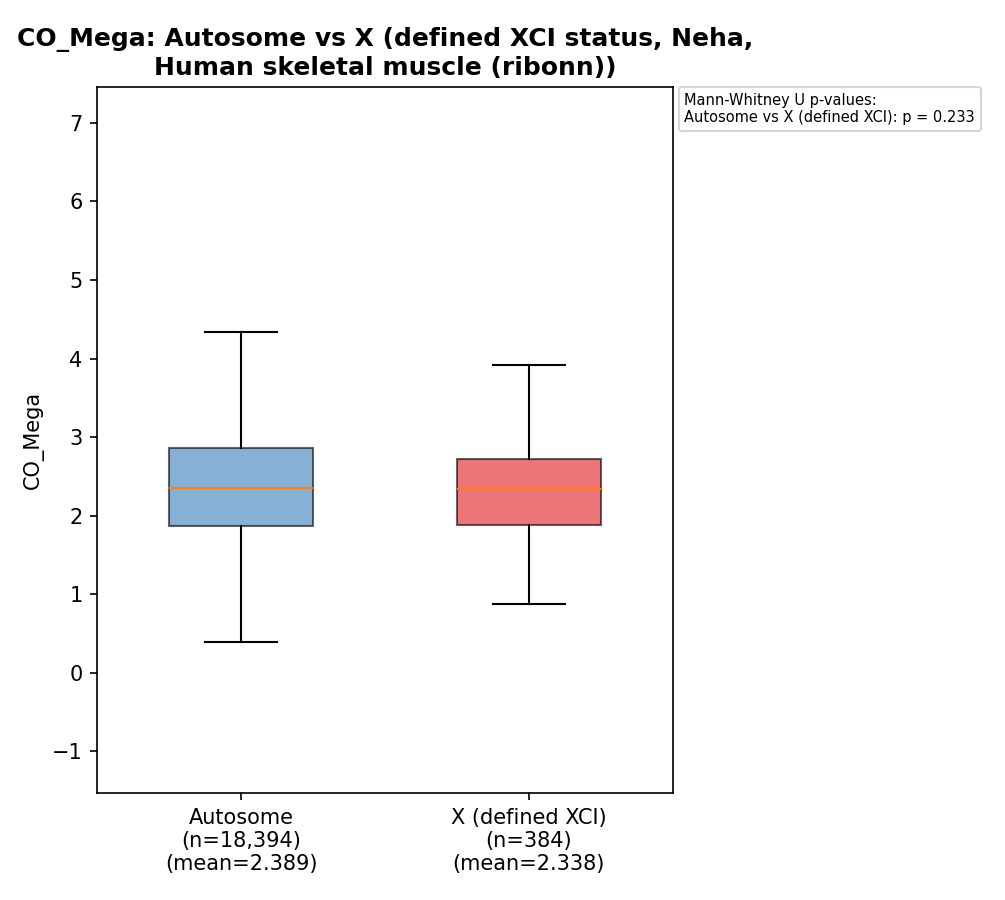 CO_Mega: Autosome vs X (defined XCI status, Neha,
Human skeletal muscle (ribonn))
Mann-Whitney U p-values:
Autosome vs X (defined XCI): p = 0.233
7
6
5
4
3
2
1
0
−1
CO_Mega
Autosome
(n=18,394)
(mean=2.389)
X (defined XCI)
(n=384)
(mean=2.338)